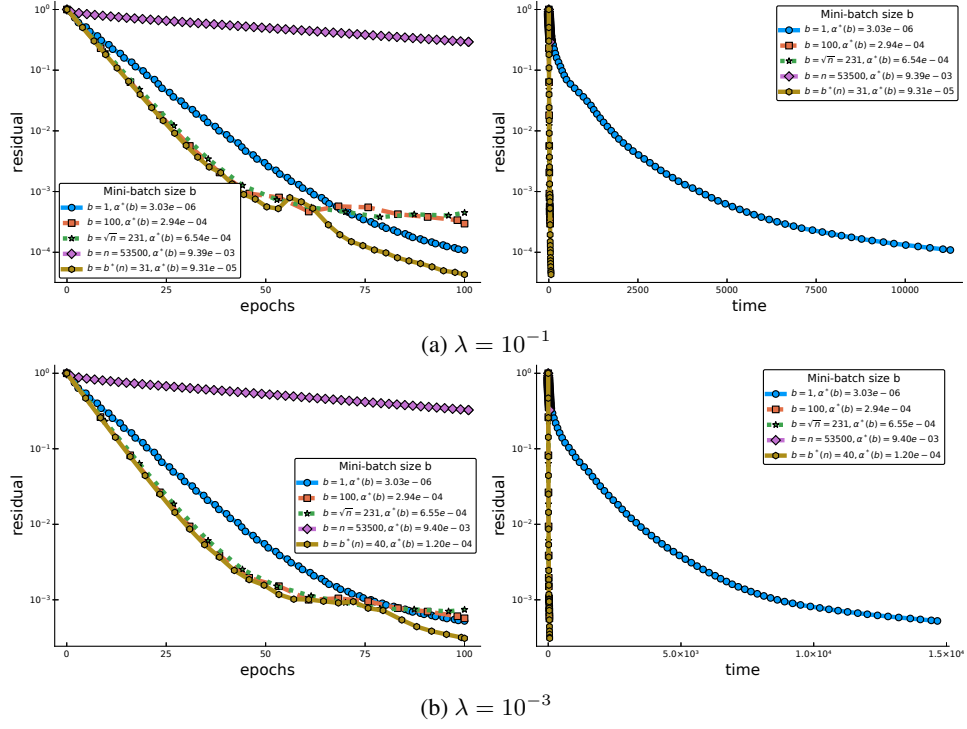 10⁰
10⁻¹
10⁻²
10⁻³
10⁻⁴
residual
Mini-batch size b
b = 1, α*(b) = 3.03e − 06
b = 100, α*(b) = 2.94e − 04
b = √n = 231, α*(b) = 6.54e − 04
b = n = 53500, α*(b) = 9.39e − 03
b = b*(n) = 31, α*(b) = 9.31e − 05
0 25 50 75 100
epochs
10⁰
10⁻¹
10⁻²
10⁻³
10⁻⁴
residual
Mini-batch size b
b = 1, α*(b) = 3.03e − 06
b = 100, α*(b) = 2.94e − 04
b = √n = 231, α*(b) = 6.54e − 04
b = n = 53500, α*(b) = 9.39e − 03
b = b*(n) = 31, α*(b) = 9.31e − 05
0 2500 5000 7500 10000
time
(a) λ = 10⁻¹
10⁰
10⁻¹
10⁻²
10⁻³
residual
Mini-batch size b
b = 1, α*(b) = 3.03e − 06
b = 100, α*(b) = 2.94e − 04
b = √n = 231, α*(b) = 6.55e − 04
b = n = 53500, α*(b) = 9.40e − 03
b = b*(n) = 40, α*(b) = 1.20e − 04
0 25 50 75 100
epochs
10⁰
10⁻¹
10⁻²
10⁻³
residual
Mini-batch size b
b = 1, α*(b) = 3.03e − 06
b = 100, α*(b) = 2.94e − 04
b = √n = 231, α*(b) = 6.55e − 04
b = n = 53500, α*(b) = 9.40e − 03
b = b*(n) = 40, α*(b) = 1.20e − 04
0 5.0×10³ 1.0×10⁴ 1.5×10⁴
time
(b) λ = 10⁻³